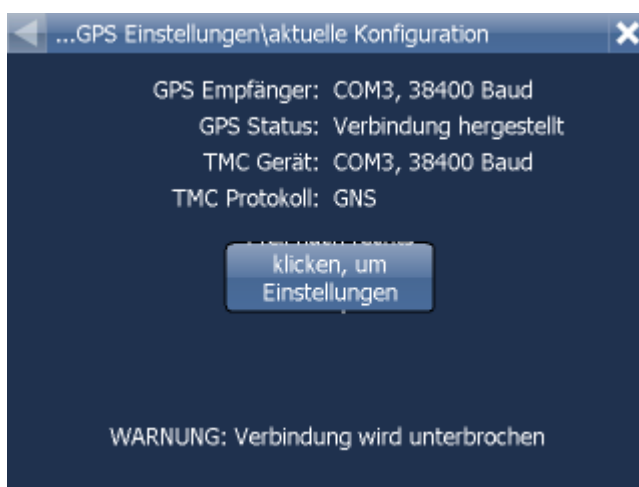 ...GPS Einstellungen\aktuelle Konfiguration
GPS Empfänger: COM3, 38400 Baud
GPS Status: Verbindung hergestellt
TMC Gerät: COM3, 38400 Baud
TMC Protokoll: GNS
klicken, um
Einstellungen
WARNUNG: Verbindung wird unterbrochen